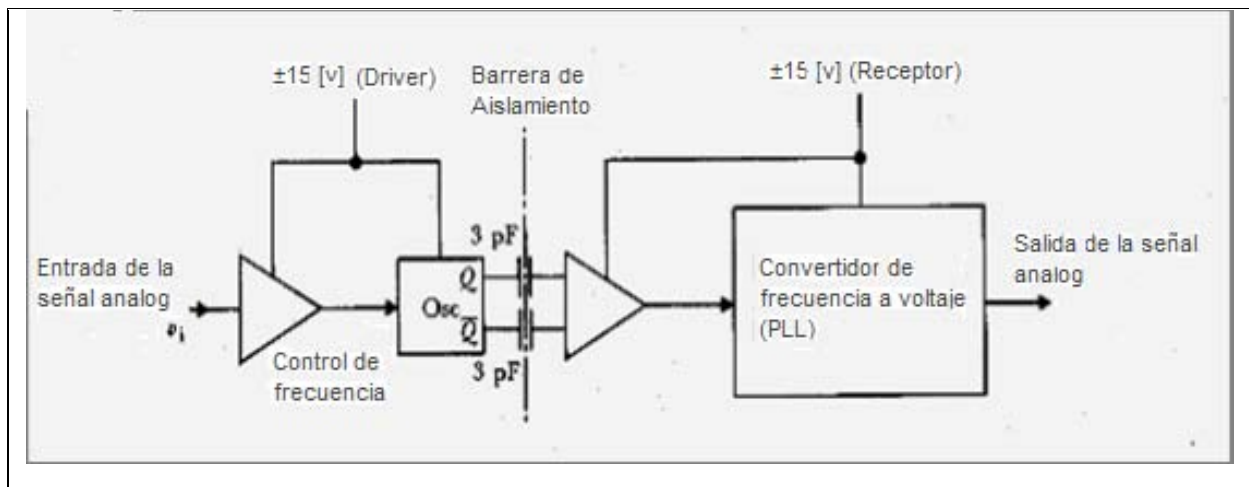 ±15 [v] (Driver)
Barrera de
Aislamiento
±15 [v] (Receptor)
Entrada de la
señal analog
vi
Control de
frecuencia
Osc
Q
Q̅
3 pF
3 pF
Convertidor de
frecuencia a voltaje
(PLL)
Salida de la señal
analog